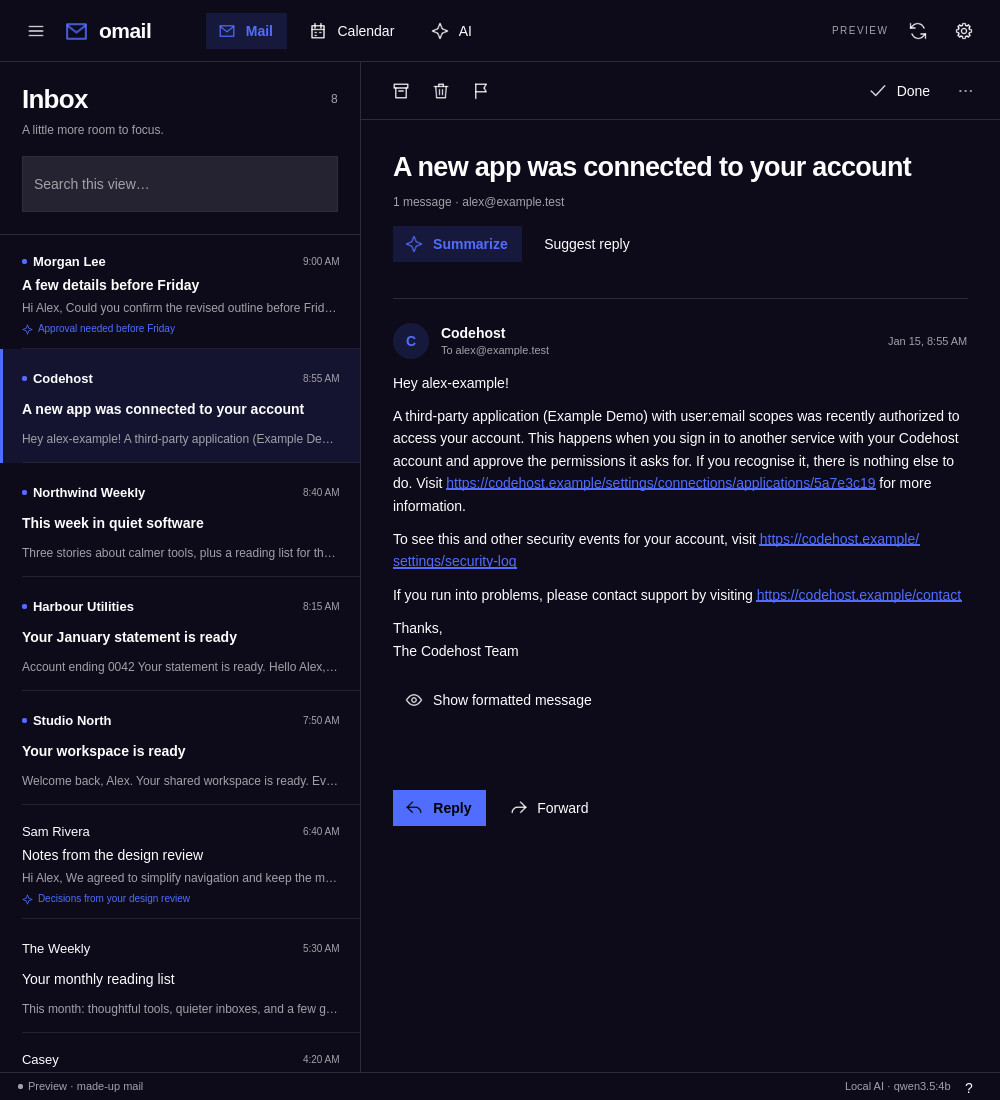 omail
Mail
Calendar
AI
PREVIEW
Inbox
8
A little more room to focus.
Search this view…
Morgan Lee 9:00 AM
A few details before Friday
Hi Alex, Could you confirm the revised outline before Frid…
Approval needed before Friday
Codehost 8:55 AM
A new app was connected to your account
Hey alex-example! A third-party application (Example De…
Northwind Weekly 8:40 AM
This week in quiet software
Three stories about calmer tools, plus a reading list for th…
Harbour Utilities 8:15 AM
Your January statement is ready
Account ending 0042 Your statement is ready. Hello Alex,…
Studio North 7:50 AM
Your workspace is ready
Welcome back, Alex. Your shared workspace is ready. Ev…
Sam Rivera 6:40 AM
Notes from the design review
Hi Alex, We agreed to simplify navigation and keep the m…
Decisions from your design review
The Weekly 5:30 AM
Your monthly reading list
This month: thoughtful tools, quieter inboxes, and a few g…
Casey 4:20 AM
Done
A new app was connected to your account
1 message · alex@example.test
Summarize
Suggest reply
C
Codehost
To alex@example.test
Jan 15, 8:55 AM
Hey alex-example!
A third-party application (Example Demo) with user:email scopes was recently authorized to
access your account. This happens when you sign in to another service with your Codehost
account and approve the permissions it asks for. If you recognise it, there is nothing else to
do. Visit https://codehost.example/settings/connections/applications/5a7e3c19 for more
information.
To see this and other security events for your account, visit https://codehost.example/
settings/security-log
If you run into problems, please contact support by visiting https://codehost.example/contact
Thanks,
The Codehost Team
Show formatted message
Reply
Forward
Preview · made-up mail
Local AI · qwen3.5:4b
?